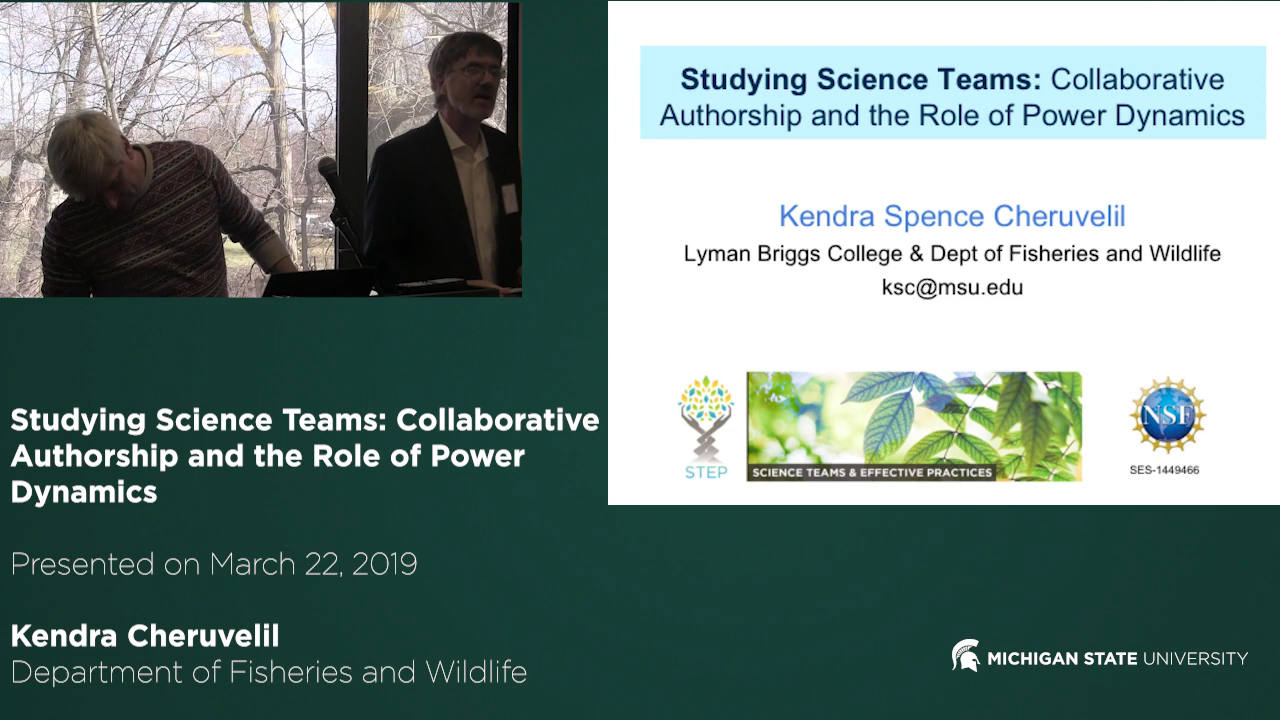 Studying Science Teams: Collaborative
Authorship and the Role of Power Dynamics
Kendra Spence Cheruvelil
Lyman Briggs College & Dept of Fisheries and Wildlife
ksc@msu.edu
STEP
SCIENCE TEAMS & EFFECTIVE PRACTICES
NSF
SES-1449466
Studying Science Teams: Collaborative
Authorship and the Role of Power
Dynamics
Presented on March 22, 2019
Kendra Cheruvelil
Department of Fisheries and Wildlife
MICHIGAN STATE UNIVERSITY